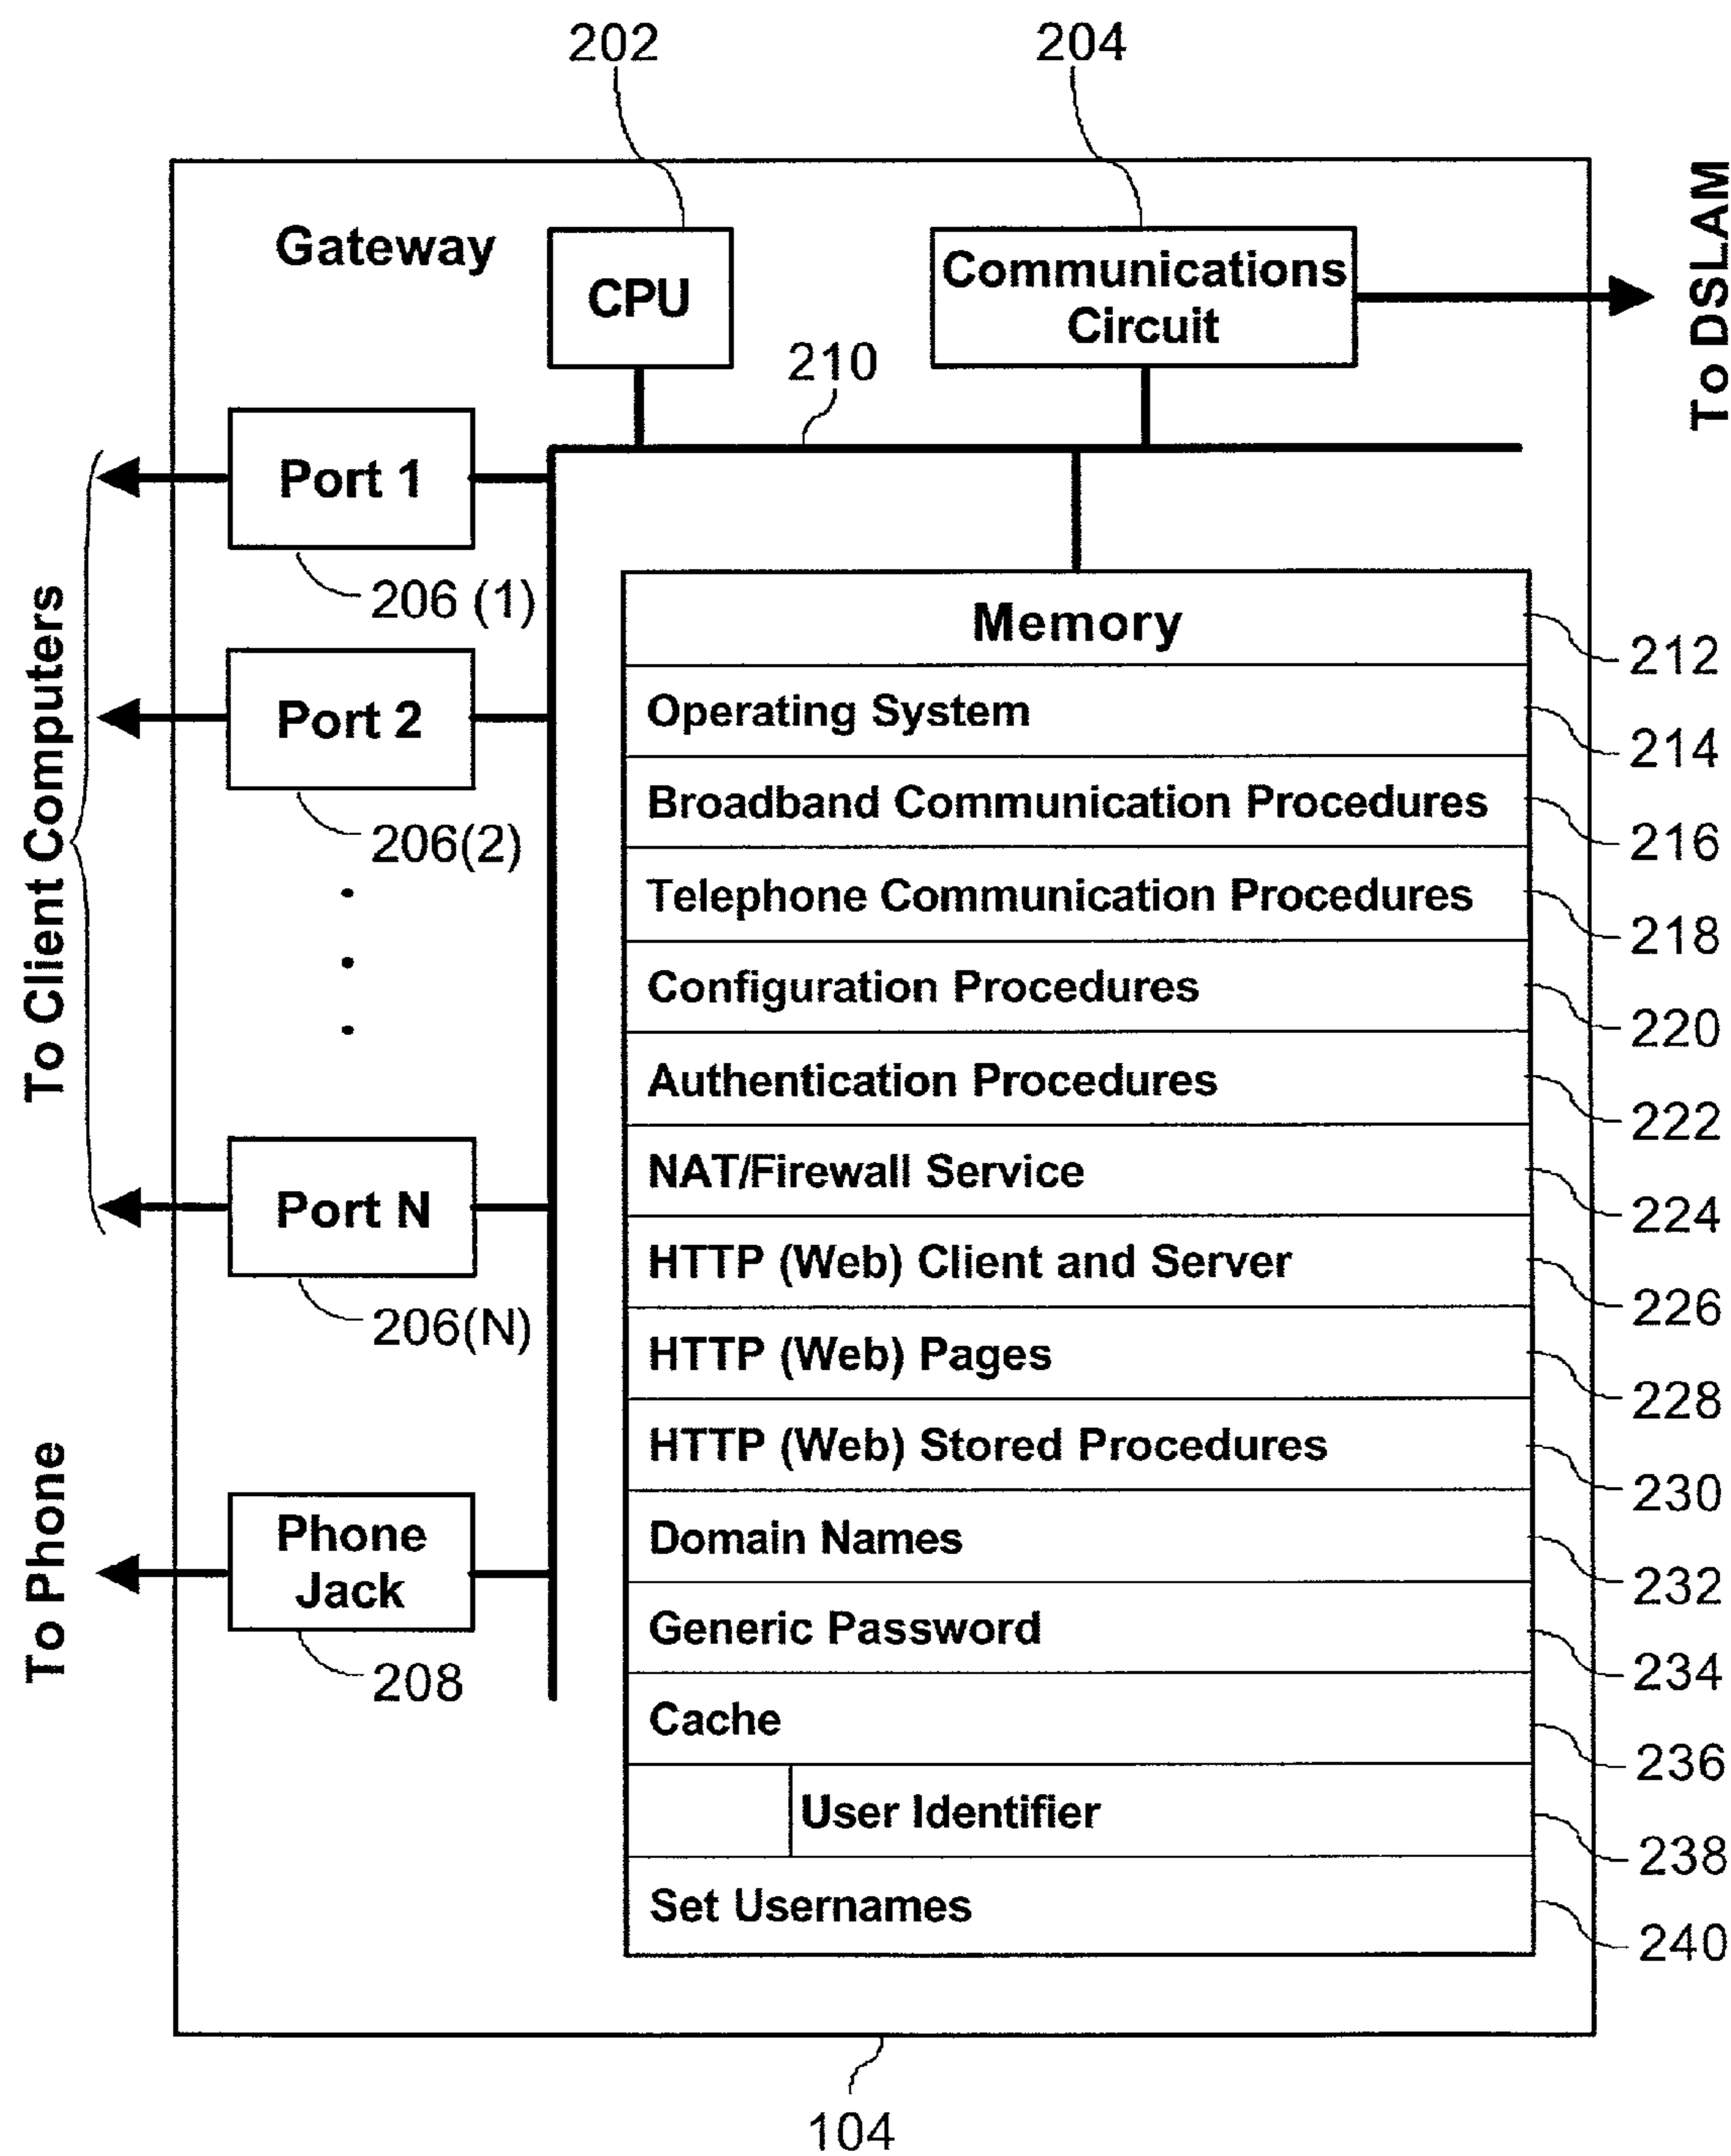 202
204
Gateway
CPU
Communications
Circuit
To DSLAM
210
Port 1
206 (1)
Port 2
206(2)
To Client Computers
Port N
206(N)
To Phone
Phone
Jack
208
Memory
212
Operating System
214
Broadband Communication Procedures
216
Telephone Communication Procedures
218
Configuration Procedures
220
Authentication Procedures
222
NAT/Firewall Service
224
HTTP (Web) Client and Server
226
HTTP (Web) Pages
228
HTTP (Web) Stored Procedures
230
Domain Names
232
Generic Password
234
Cache
236
User Identifier
238
Set Usernames
240
104